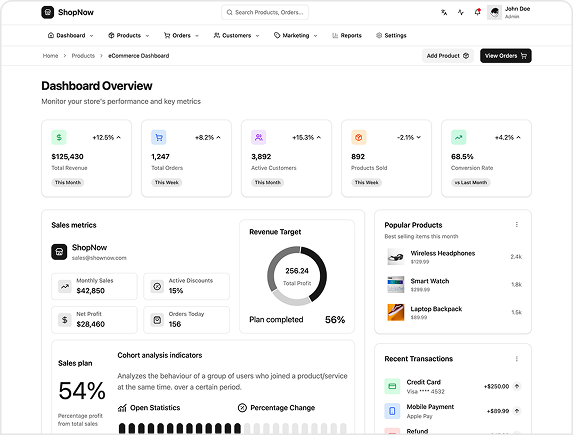 ShopNow
Search Products, Orders...
John Doe
Admin
Dashboard
Products
Orders
Customers
Marketing
Reports
Settings
Home > Products > eCommerce Dashboard
Add Product
View Orders
Dashboard Overview
Monitor your store's performance and key metrics
+12.5%
$125,430
Total Revenue
This Month
+8.2%
1,247
Total Orders
This Week
+15.3%
3,892
Active Customers
This Month
-2.1%
892
Products Sold
This Week
+4.2%
68.5%
Conversion Rate
vs Last Month
Sales metrics
ShopNow
sales@shownow.com
Monthly Sales
$42,850
Active Discounts
15%
Net Profit
$28,460
Orders Today
156
Revenue Target
256.24
Total Profit
Plan completed 56%
Sales plan
54%
Percentage profit
from total sales
Cohort analysis indicators
Analyzes the behaviour of a group of users who joined a product/service
at the same time, over a certain period.
Open Statistics
Percentage Change
Popular Products
Best selling items this month
Wireless Headphones
$129.99
2.4k
Smart Watch
$299.99
1.8k
Laptop Backpack
$89.99
1.5k
Recent Transactions
Credit Card
Visa **** 4532
+$250.00
Mobile Payment
Apple Pay
+$89.99
Refund